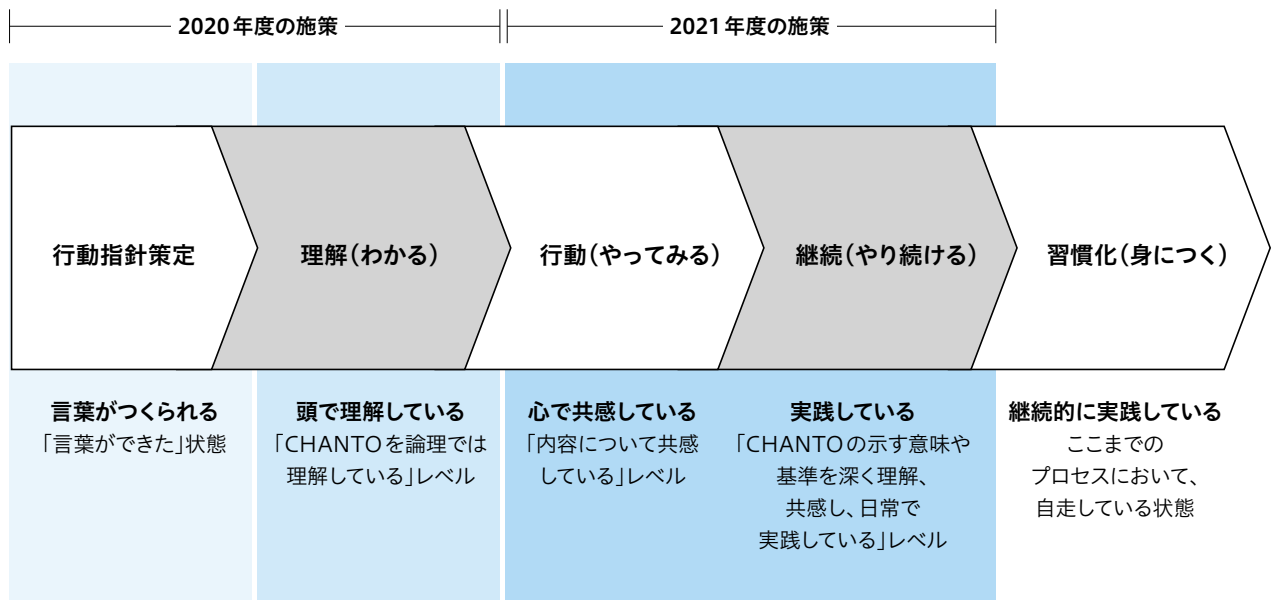 2020年度の施策
2021年度の施策
行動指針策定
理解(わかる)
行動(やってみる)
継続(やり続ける)
習慣化(身につく)
言葉がつくられる
「言葉ができた」状態
頭で理解している
「CHANTOを論理では
理解している」レベル
心で共感している
「内容について共感
している」レベル
実践している
「CHANTOの示す意味や
基準を深く理解、
共感し、日常で
実践している」レベル
継続的に実践している
ここまでの
プロセスにおいて、
自走している状態